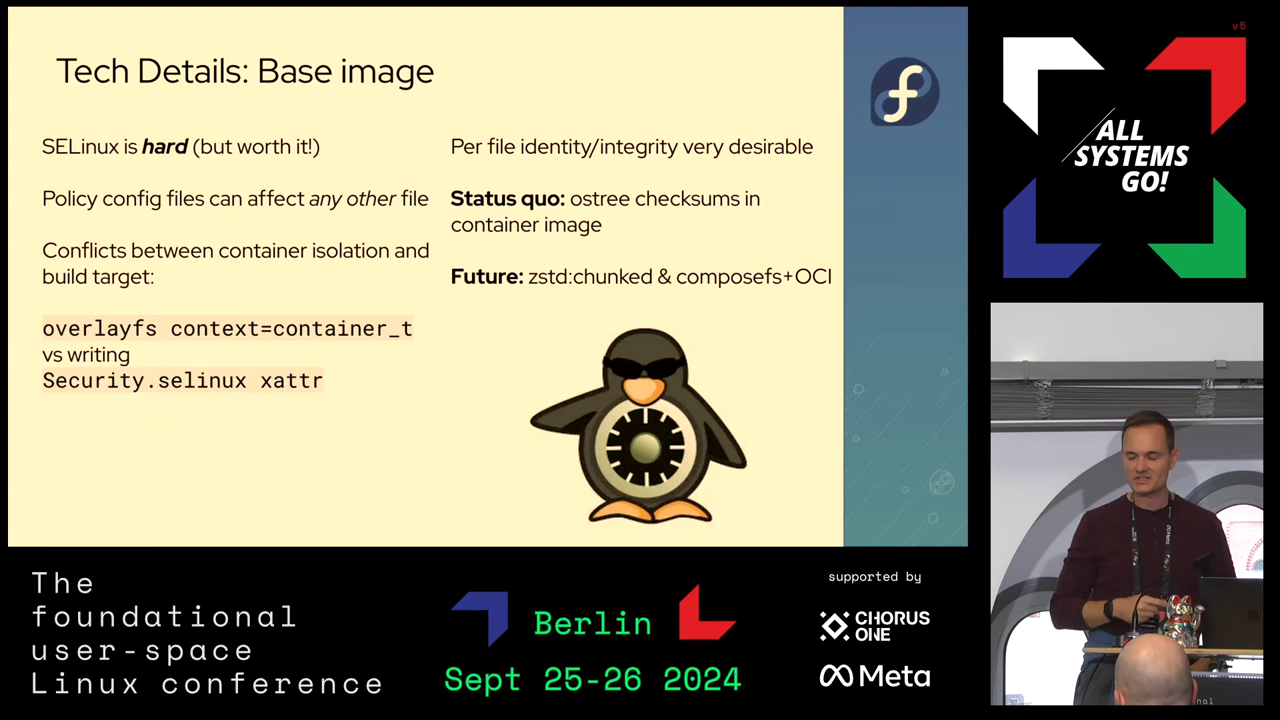 Tech Details: Base image
SELinux is hard (but worth it!)
Policy config files can affect any other file
Conflicts between container isolation and
build target:
overlayfs context=container_t
vs writing
Security.selinux xattr
Per file identity/integrity very desirable
Status quo: ostree checksums in
container image
Future: zstd:chunked & composefs+OCI
v5
ALL
SYSTEMS
GO!
The
foundational
user-space
Linux conference
Berlin
Sept 25-26 2024
supported by
CHORUS
ONE
Meta